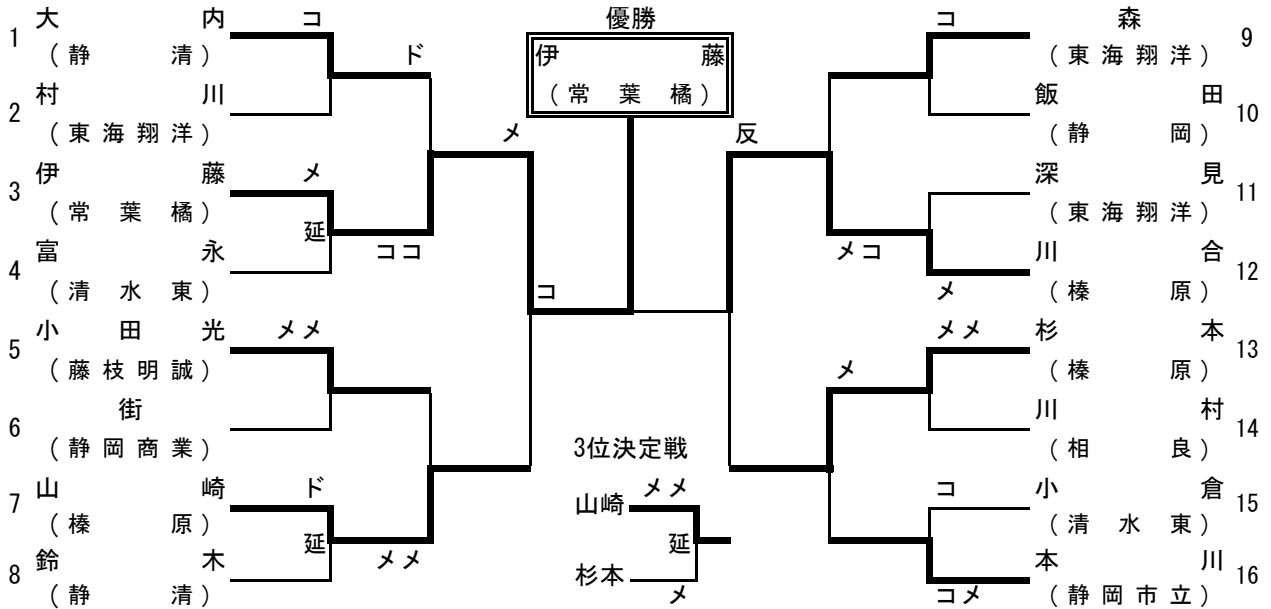 優勝
伊藤
(常葉橘)
1 大内 コ
(静清)
ド
2 村川
(東海翔洋)
メ
3 伊藤 メ
(常葉橘)
延
ココ
4 富永
(清水東)
コ
5 小田光 メメ
(藤枝明誠)
6 街
(静岡商業)
7 山崎 ド
(榛原)
延
メメ
8 鈴木
(静清)
コ 森 9
(東海翔洋)
飯田 10
(静岡)
反
深見 11
(東海翔洋)
メコ
川合 12
メ (榛原)
メメ 杉本 13
(榛原)
メ
川村 14
(相良)
コ 小倉 15
(清水東)
本川 16
コメ (静岡市立)
3位決定戦
山崎 メメ
延
杉本 メ